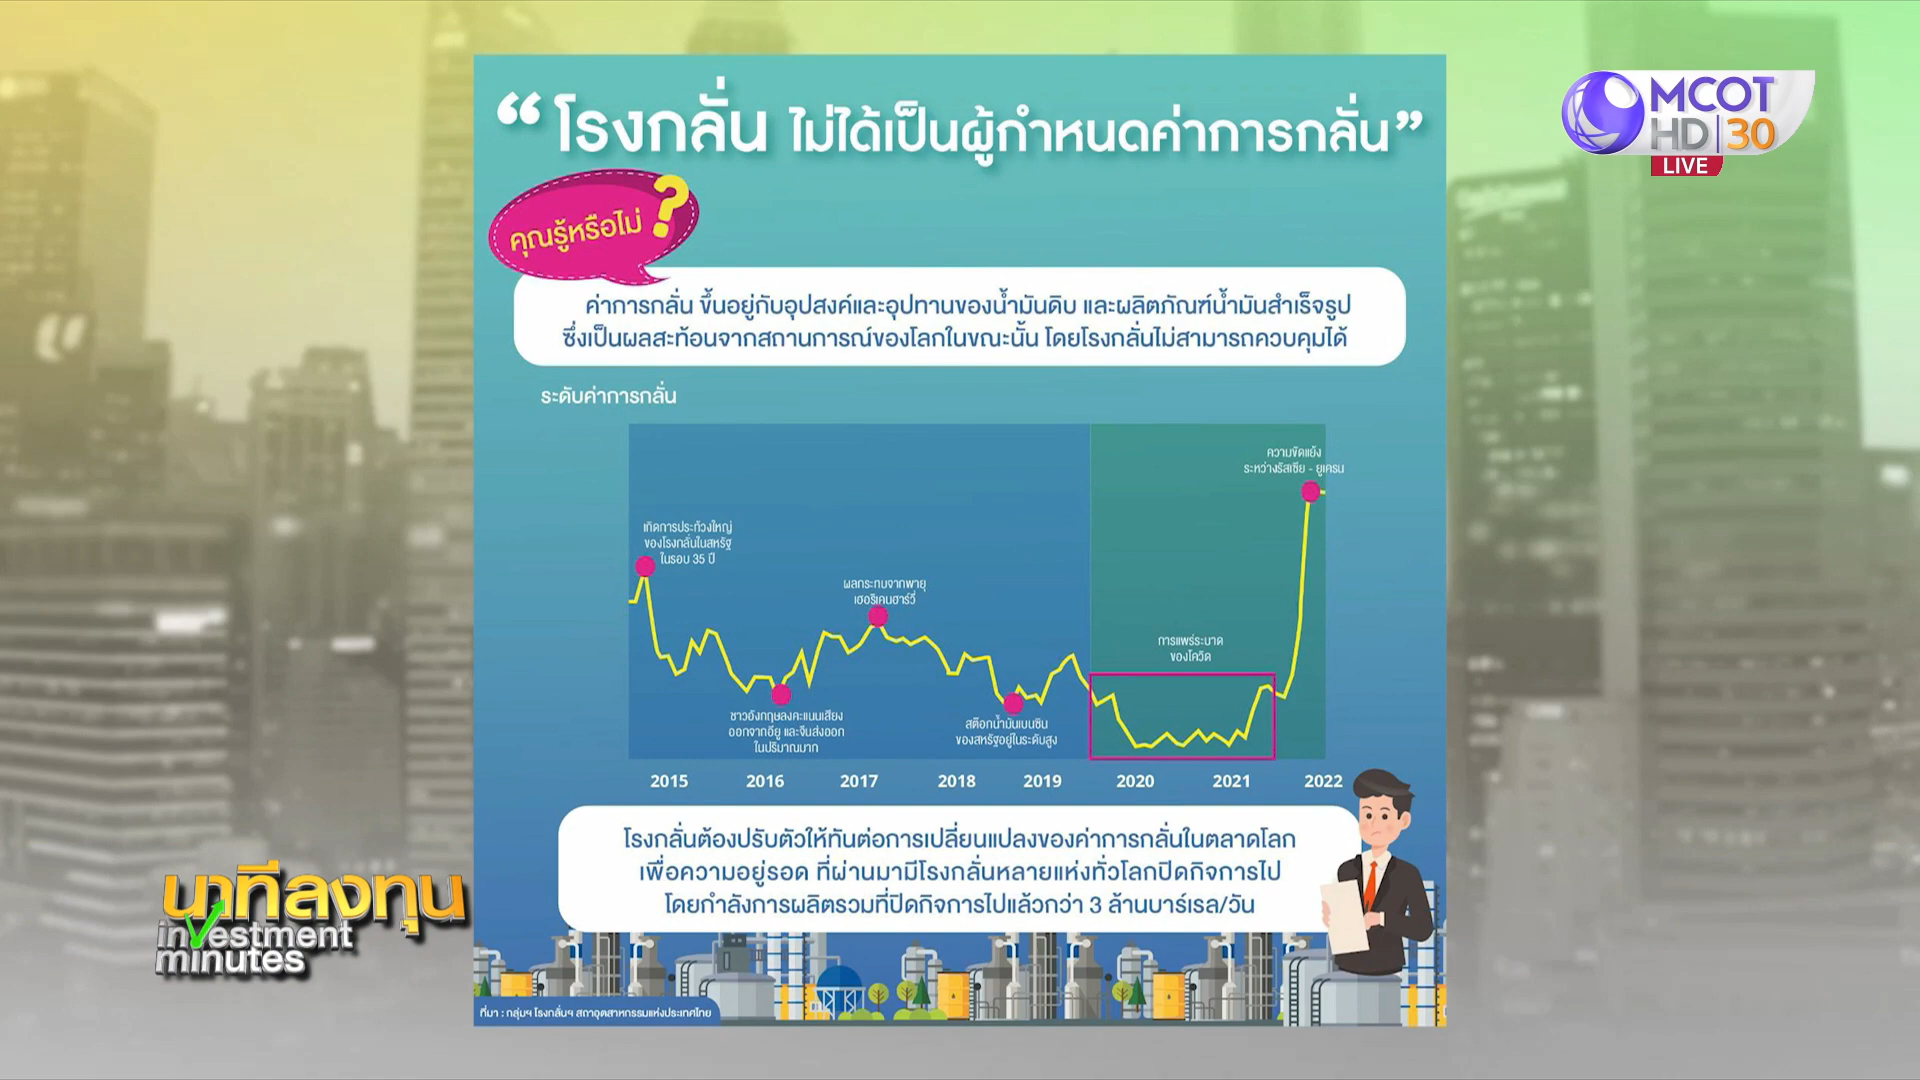 “โรงกลั่น ไม่ได้เป็นผู้กำหนดค่าการกลั่น”
MCOT
HD 30
LIVE
คุณรู้หรือไม่?
ค่าการกลั่น ขึ้นอยู่กับอุปสงค์และอุปทานของน้ำมันดิบ และผลิตภัณฑ์น้ำมันสำเร็จรูป
ซึ่งเป็นผลสะท้อนจากสถานการณ์ของโลกในขณะนั้น โดยโรงกลั่นไม่สามารถควบคุมได้
ระดับค่าการกลั่น
ความขัดแย้ง
ระหว่างรัสเซีย - ยูเครน
เกิดการประท้วงใหญ่
ของโรงกลั่นในสหรัฐ
ในรอบ 35 ปี
ผลกระทบจากพายุ
เฮอริเคนฮาร์วี่
การแพร่ระบาด
ของโควิด
ชาวอังกฤษลงคะแนนเสียง
ออกจากอียู และจีนส่งออก
ในปริมาณมาก
สต๊อกน้ำมันเบนซิน
ของสหรัฐอยู่ในระดับสูง
2015 2016 2017 2018 2019 2020 2021 2022
โรงกลั่นต้องปรับตัวให้ทันต่อการเปลี่ยนแปลงของค่าการกลั่นในตลาดโลก
เพื่อความอยู่รอด ที่ผ่านมามีโรงกลั่นหลายแห่งทั่วโลกปิดกิจการไป
โดยกำลังการผลิตรวมที่ปิดกิจการไปแล้วกว่า 3 ล้านบาร์เรล/วัน
นาทีลงทุน
investment
minutes
ที่มา : กลุ่มฯ โรงกลั่นฯ สภาอุตสาหกรรมแห่งประเทศไทย